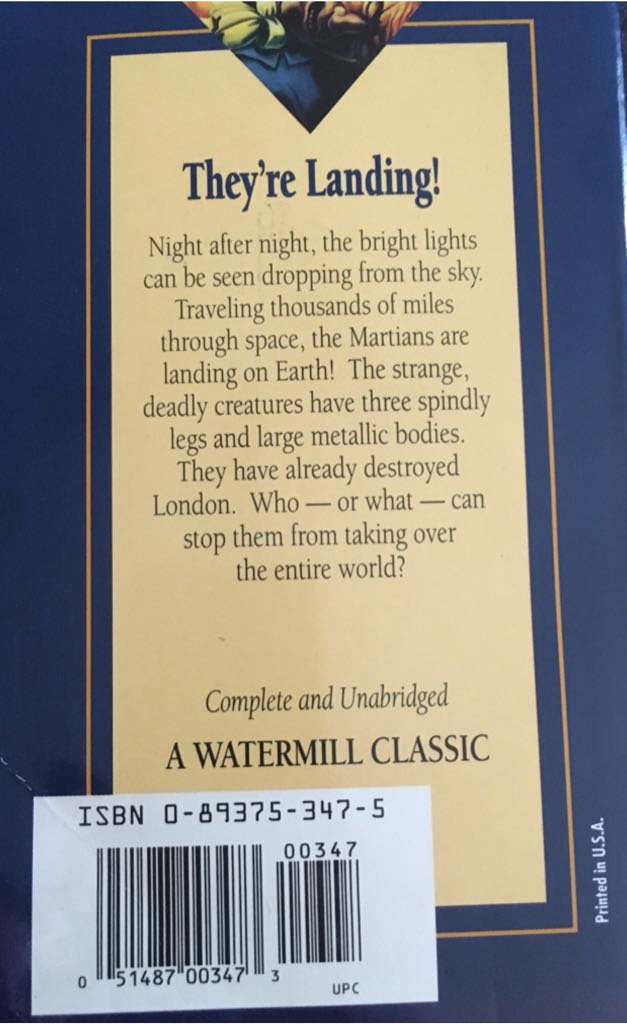 They're Landing!
Night after night, the bright lights
can be seen dropping from the sky.
Traveling thousands of miles
through space, the Martians are
landing on Earth! The strange,
deadly creatures have three spindly
legs and large metallic bodies.
They have already destroyed
London. Who — or what — can
stop them from taking over
the entire world?
Complete and Unabridged
A WATERMILL CLASSIC
ISBN 0-89375-347-5
00347
0 51487 00347 3
UPC
Printed in U.S.A.